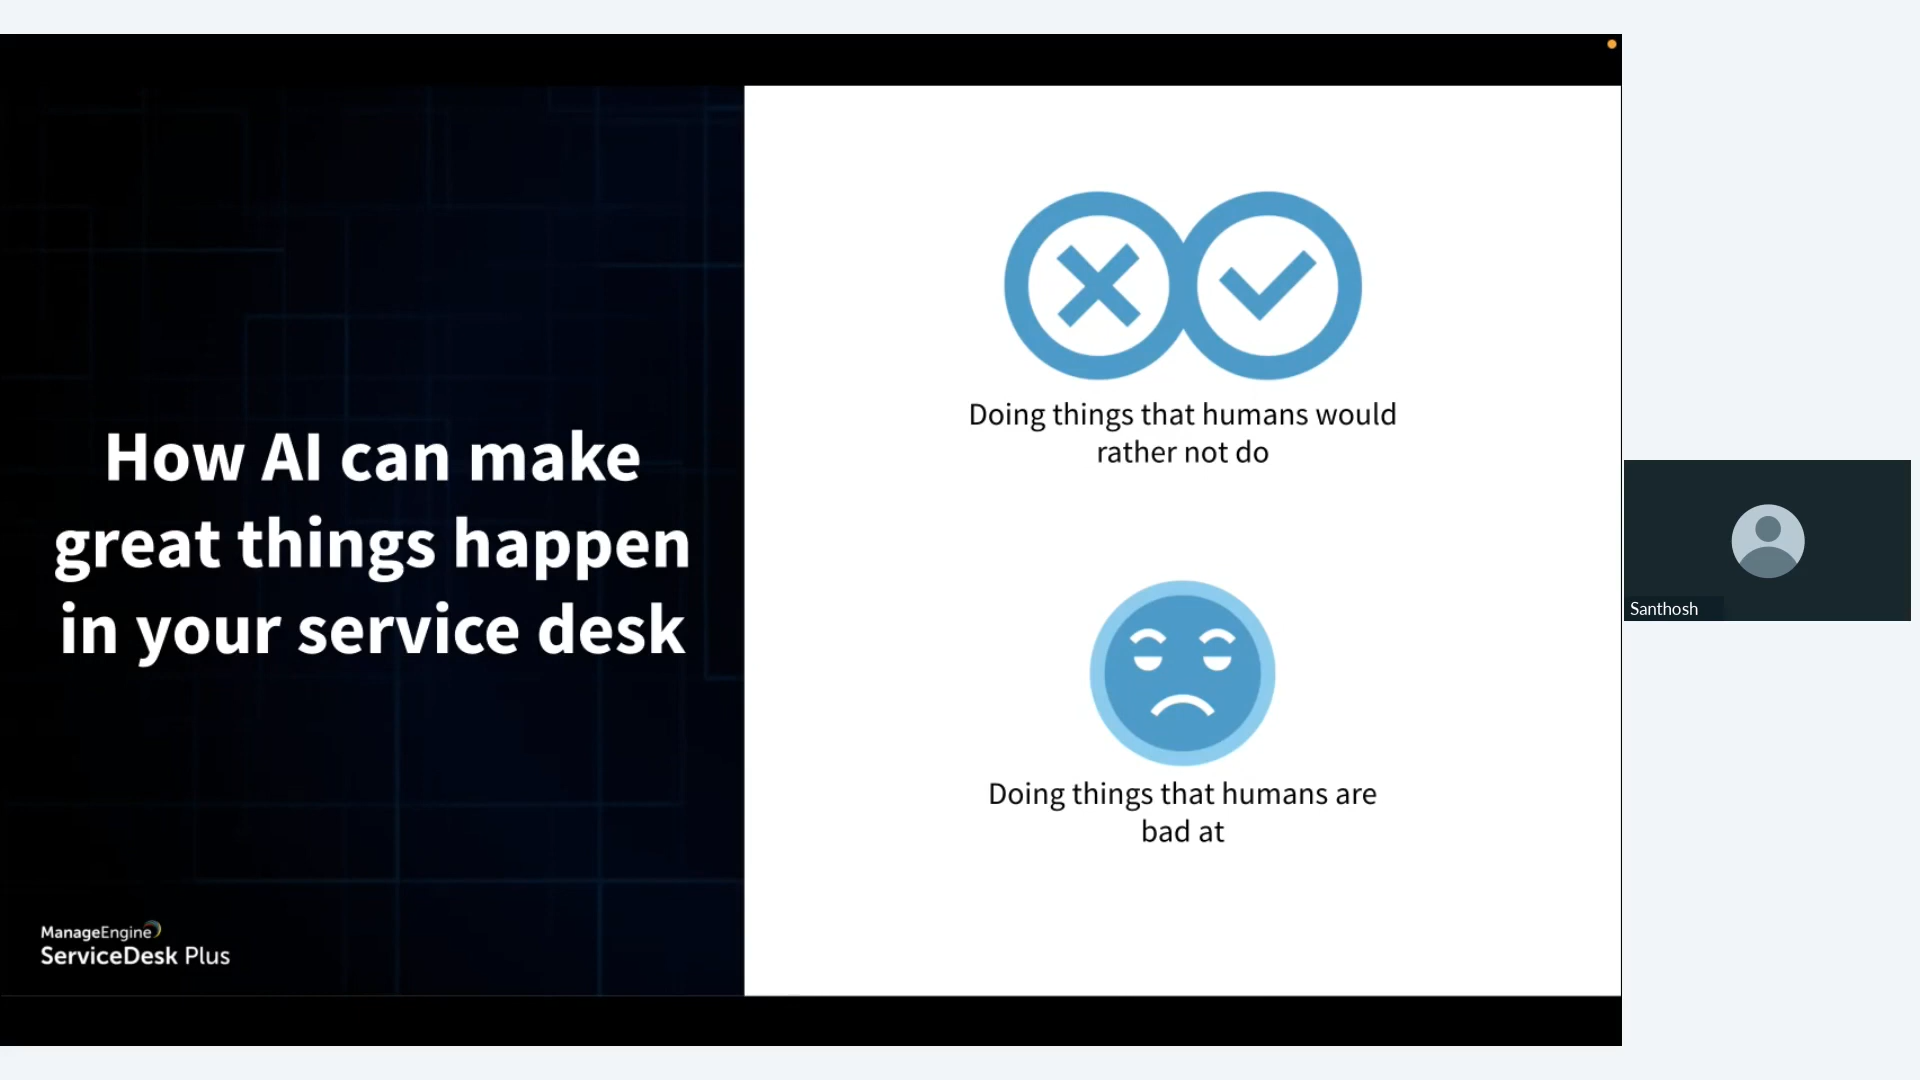 How AI can make
great things happen
in your service desk
ManageEngine
ServiceDesk Plus
Doing things that humans would
rather not do
Doing things that humans are
bad at
Santhosh